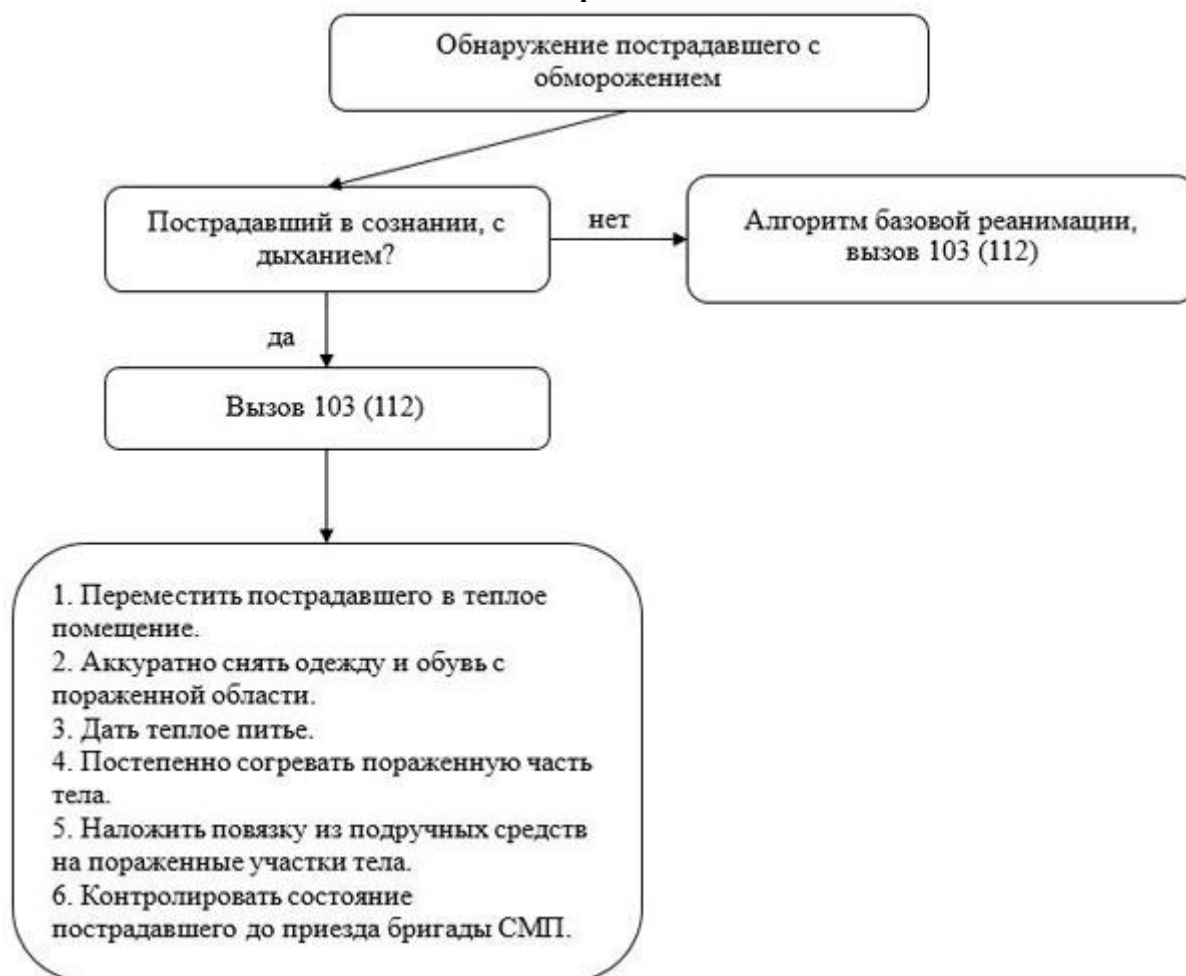 Обнаружение пострадавшего с
обморожением
Пострадавший в сознании, с
дыханием?
нет
Алгоритм базовой реанимации,
вызов 103 (112)
да
Вызов 103 (112)
1. Переместить пострадавшего в теплое
помещение.
2. Аккуратно снять одежду и обувь с
пораженной области.
3. Дать теплое питье.
4. Постепенно согревать пораженную часть
тела.
5. Наложить повязку из подручных средств
на пораженные участки тела.
6. Контролировать состояние
пострадавшего до приезда бригады СМП.